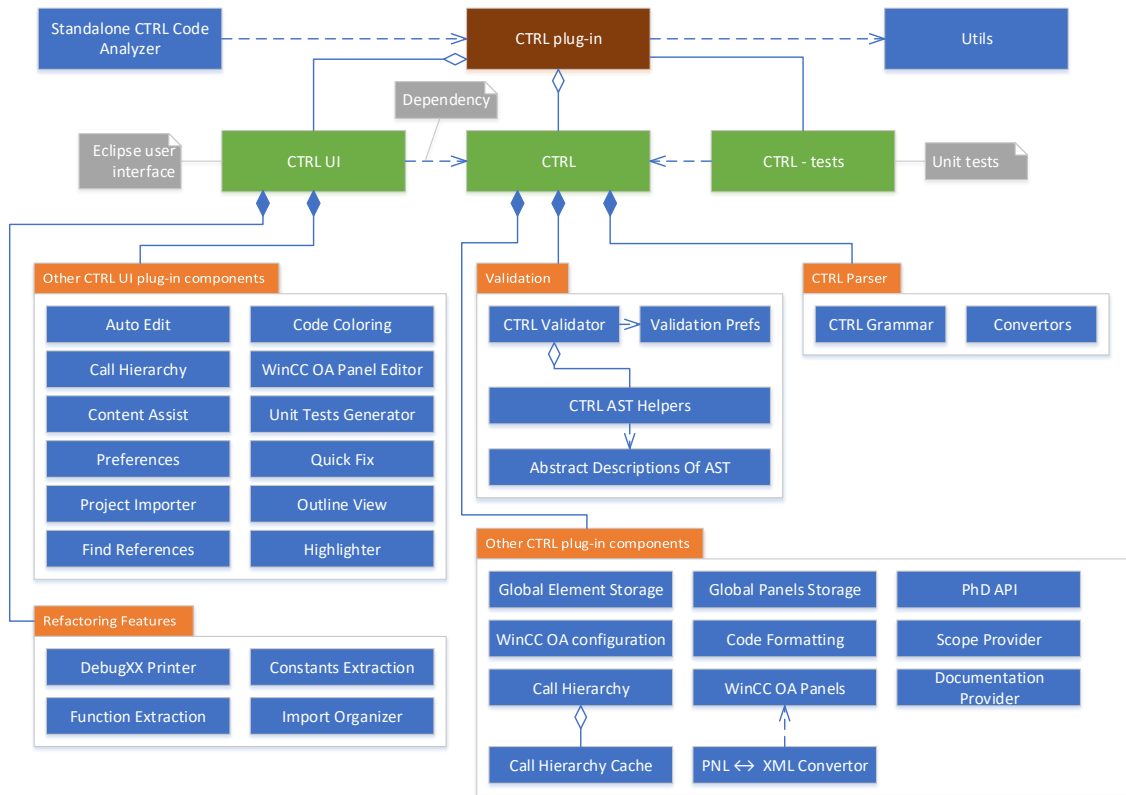 Standalone CTRL Code
Analyzer
CTRL plug-in
Utils
Dependency
Eclipse user
interface
CTRL UI
CTRL
CTRL - tests
Unit tests
Other CTRL UI plug-in components
Auto Edit
Code Coloring
Call Hierarchy
WinCC OA Panel Editor
Content Assist
Unit Tests Generator
Preferences
Quick Fix
Project Importer
Outline View
Find References
Highlighter
Refactoring Features
DebugXX Printer
Constants Extraction
Function Extraction
Import Organizer
Validation
CTRL Validator
Validation Prefs
CTRL AST Helpers
Abstract Descriptions Of AST
CTRL Parser
CTRL Grammar
Convertors
Other CTRL plug-in components
Global Element Storage
Global Panels Storage
PhD API
WinCC OA configuration
Code Formatting
Scope Provider
Call Hierarchy
WinCC OA Panels
Documentation
Provider
Call Hierarchy Cache
PNL ↔ XML Convertor